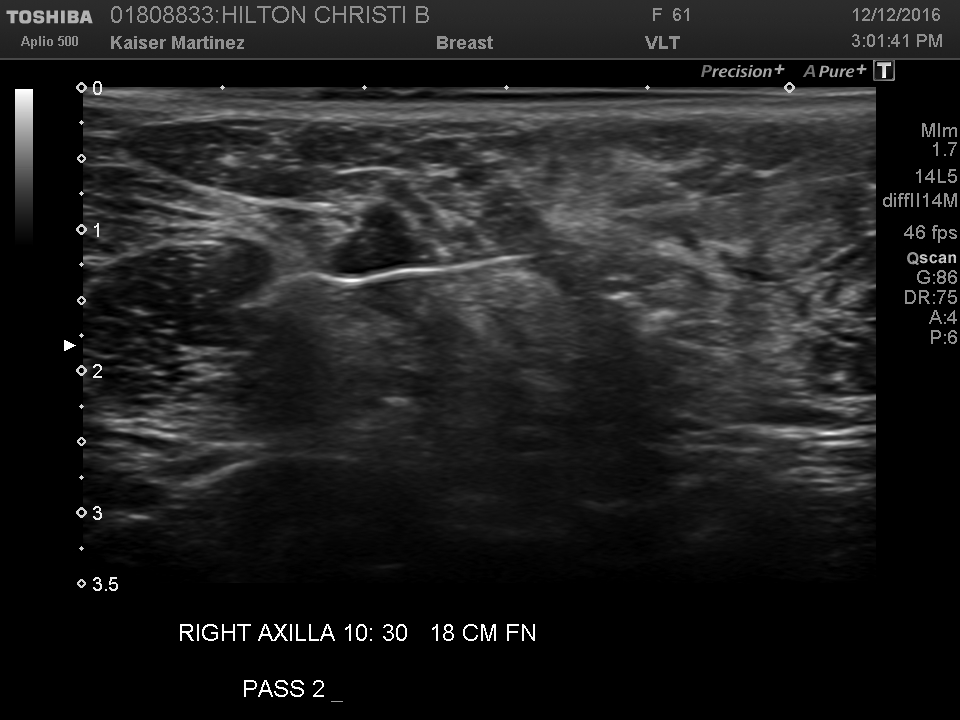 TOSHIBA 01808833:HILTON CHRISTI B F 61 12/12/2016
Aplio 500 Kaiser Martinez Breast VLT 3:01:41 PM
Precision+ A Pure+ T
0
MIm
1.7
14L5
diffII14M
1
46 fps
Qscan
G:86
DR:75
A:4
P:6
2
3
3.5
RIGHT AXILLA 10: 30 18 CM FN
PASS 2 _